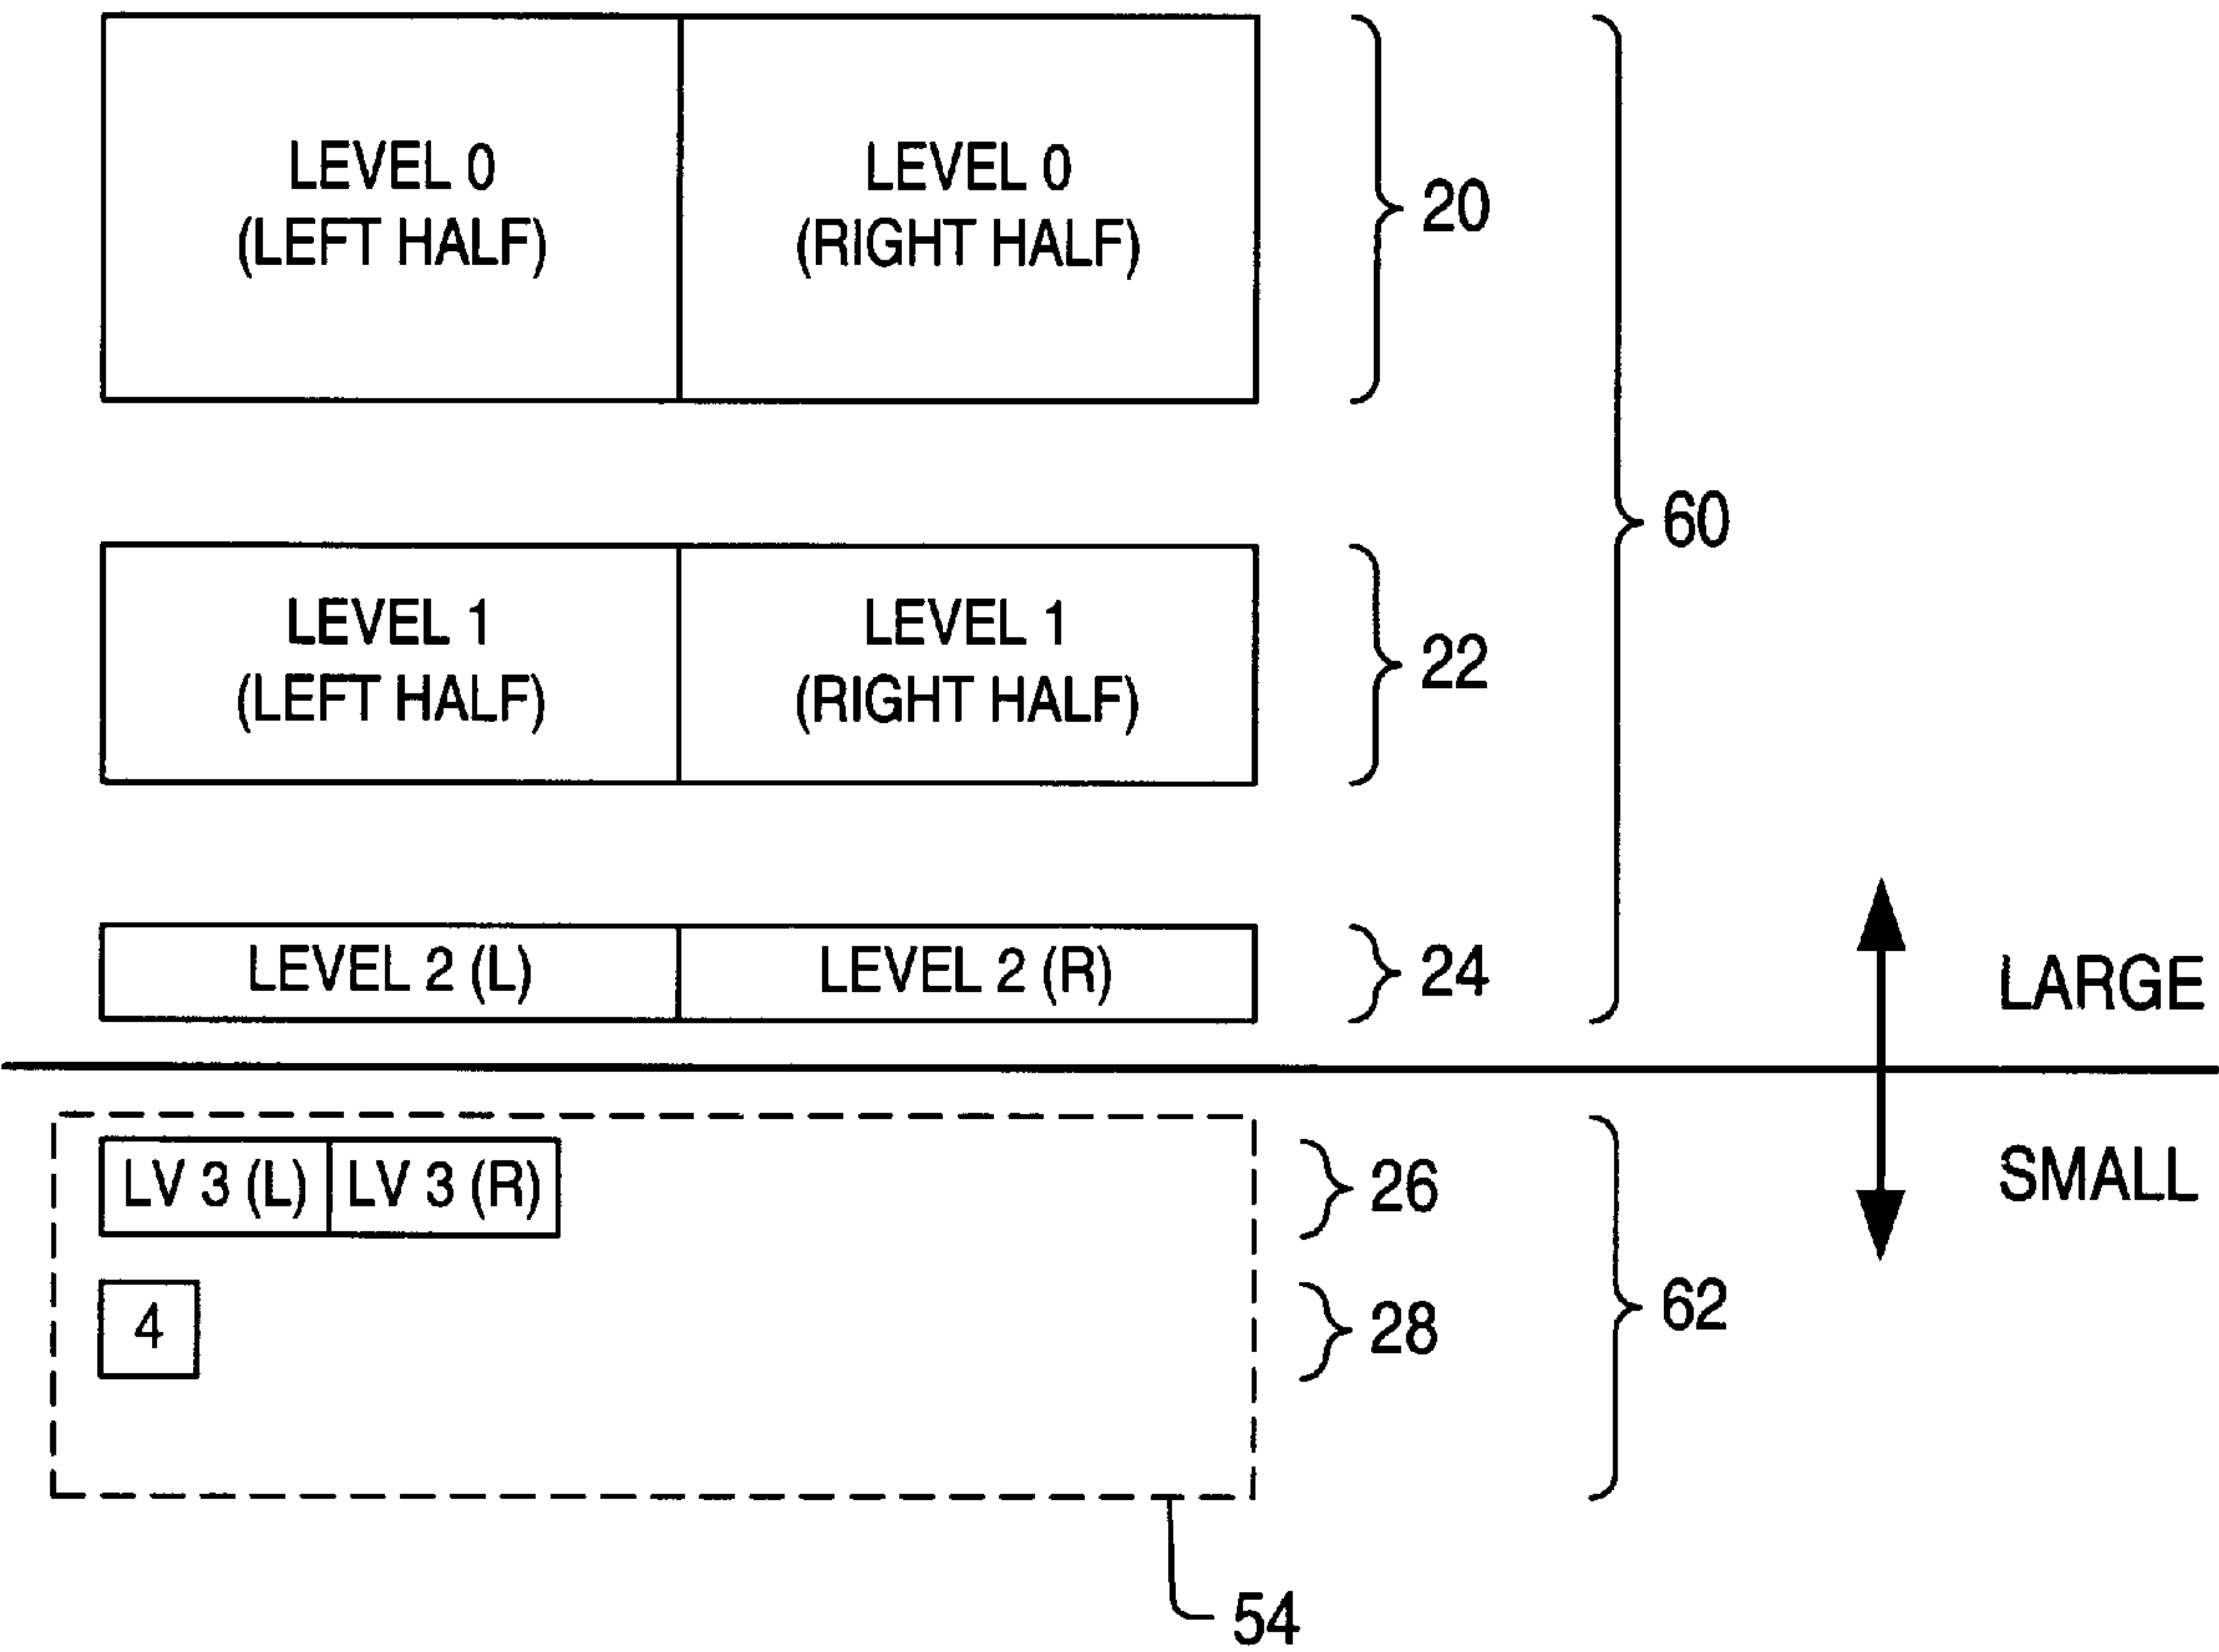 LEVEL 0
(LEFT HALF)
LEVEL 0
(RIGHT HALF)
20
60
LEVEL 1
(LEFT HALF)
LEVEL 1
(RIGHT HALF)
22
LEVEL 2 (L)
LEVEL 2 (R)
24
LARGE
SMALL
LV 3 (L)
LV 3 (R)
26
4
28
62
54